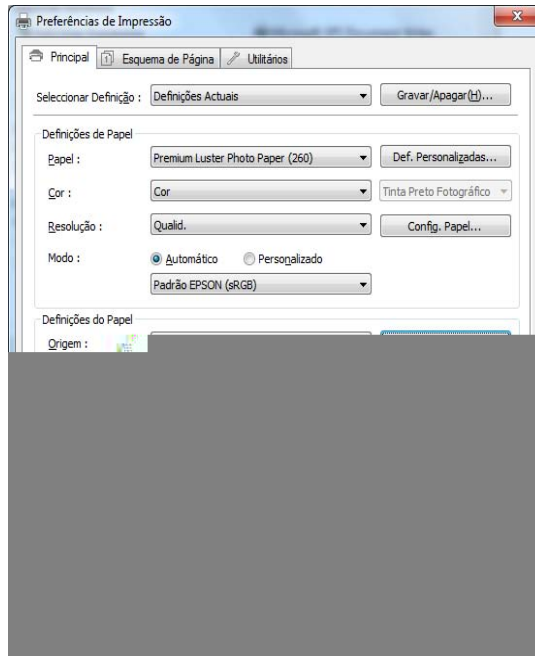 Preferências de Impressão
Principal Esquema de Página Utilitários
Seleccionar Definição : Definições Actuais Gravar/Apagar(H)...
Definições de Papel
Papel : Premium Luster Photo Paper (260) Def. Personalizadas...
Cor : Cor Tinta Preto Fotográfico
Resolução : Qualid. Config. Papel...
Modo : Automático Personalizado
Padrão EPSON (sRGB)
Definições do Papel
Origem :